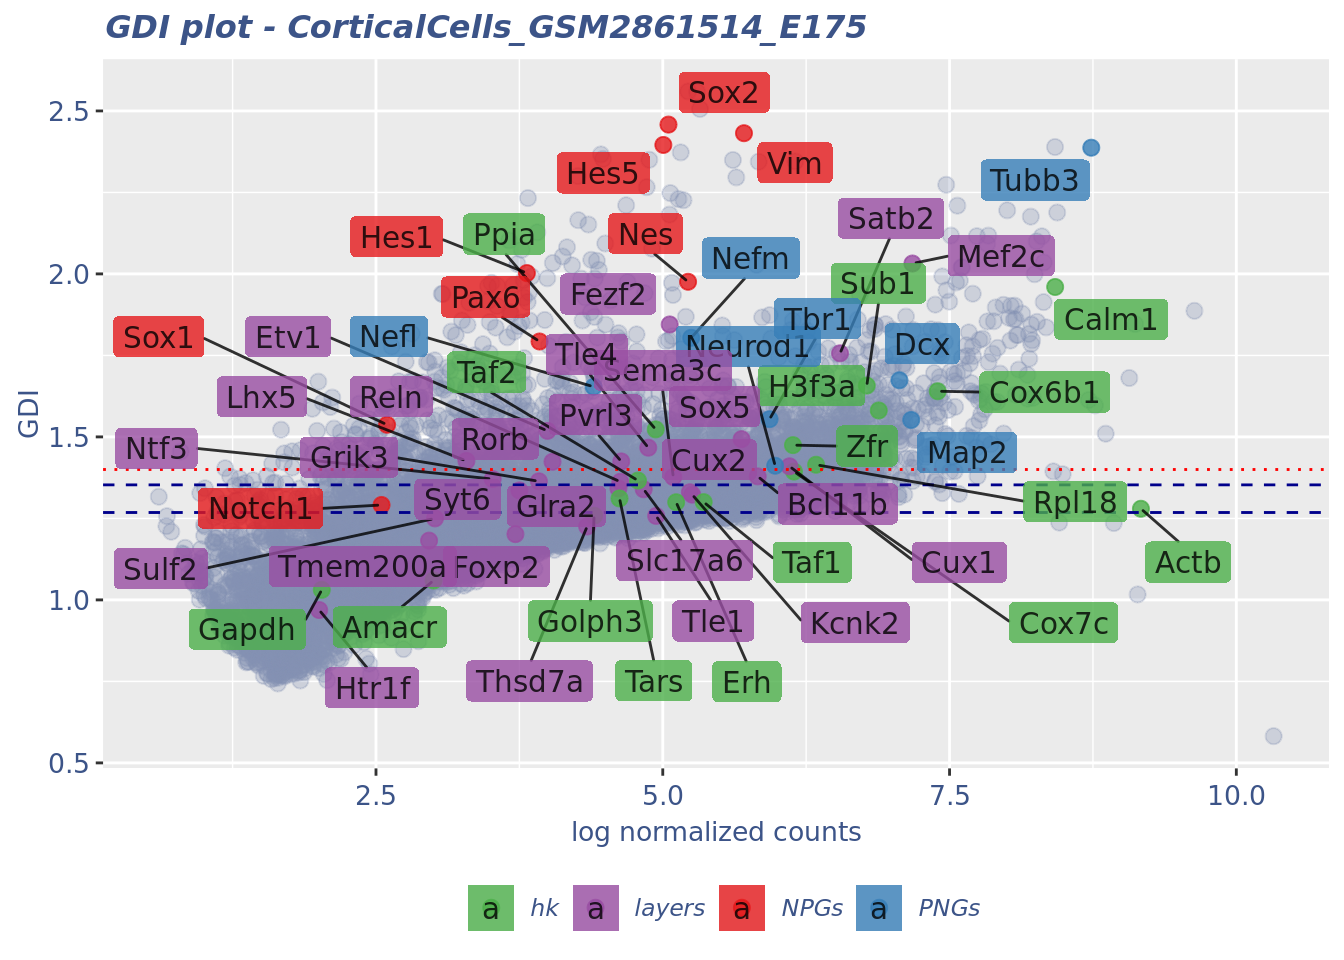 GDI plot - CorticalCells_GSM2861514_E175
GDI
2.5
2.0
1.5
1.0
0.5
Sox2
Hes5
Vim
Tubb3
Satb2
Hes1
Ppia
Nes
Nefm
Mef2c
Pax6
Fezf2
Sub1
Calm1
Sox1
Etv1
Nefl
Tbr1
Neurod1
Dcx
Tle4
Sema3c
Taf2
Lhx5
Reln
H3f3a
Cox6b1
Pvrl3
Sox5
Ntf3
Grik3
Rorb
Cux2
Zfr
Map2
Notch1
Syt6
Glra2
Bcl11b
Rpl18
Sulf2
Tmem200a
Foxp2
Slc17a6
Taf1
Cux1
Actb
Gapdh
Amacr
Golph3
Tle1
Kcnk2
Cox7c
Htr1f
Thsd7a
Tars
Erh
2.5 5.0 7.5 10.0
log normalized counts
a hk a layers a NPGs a PNGs